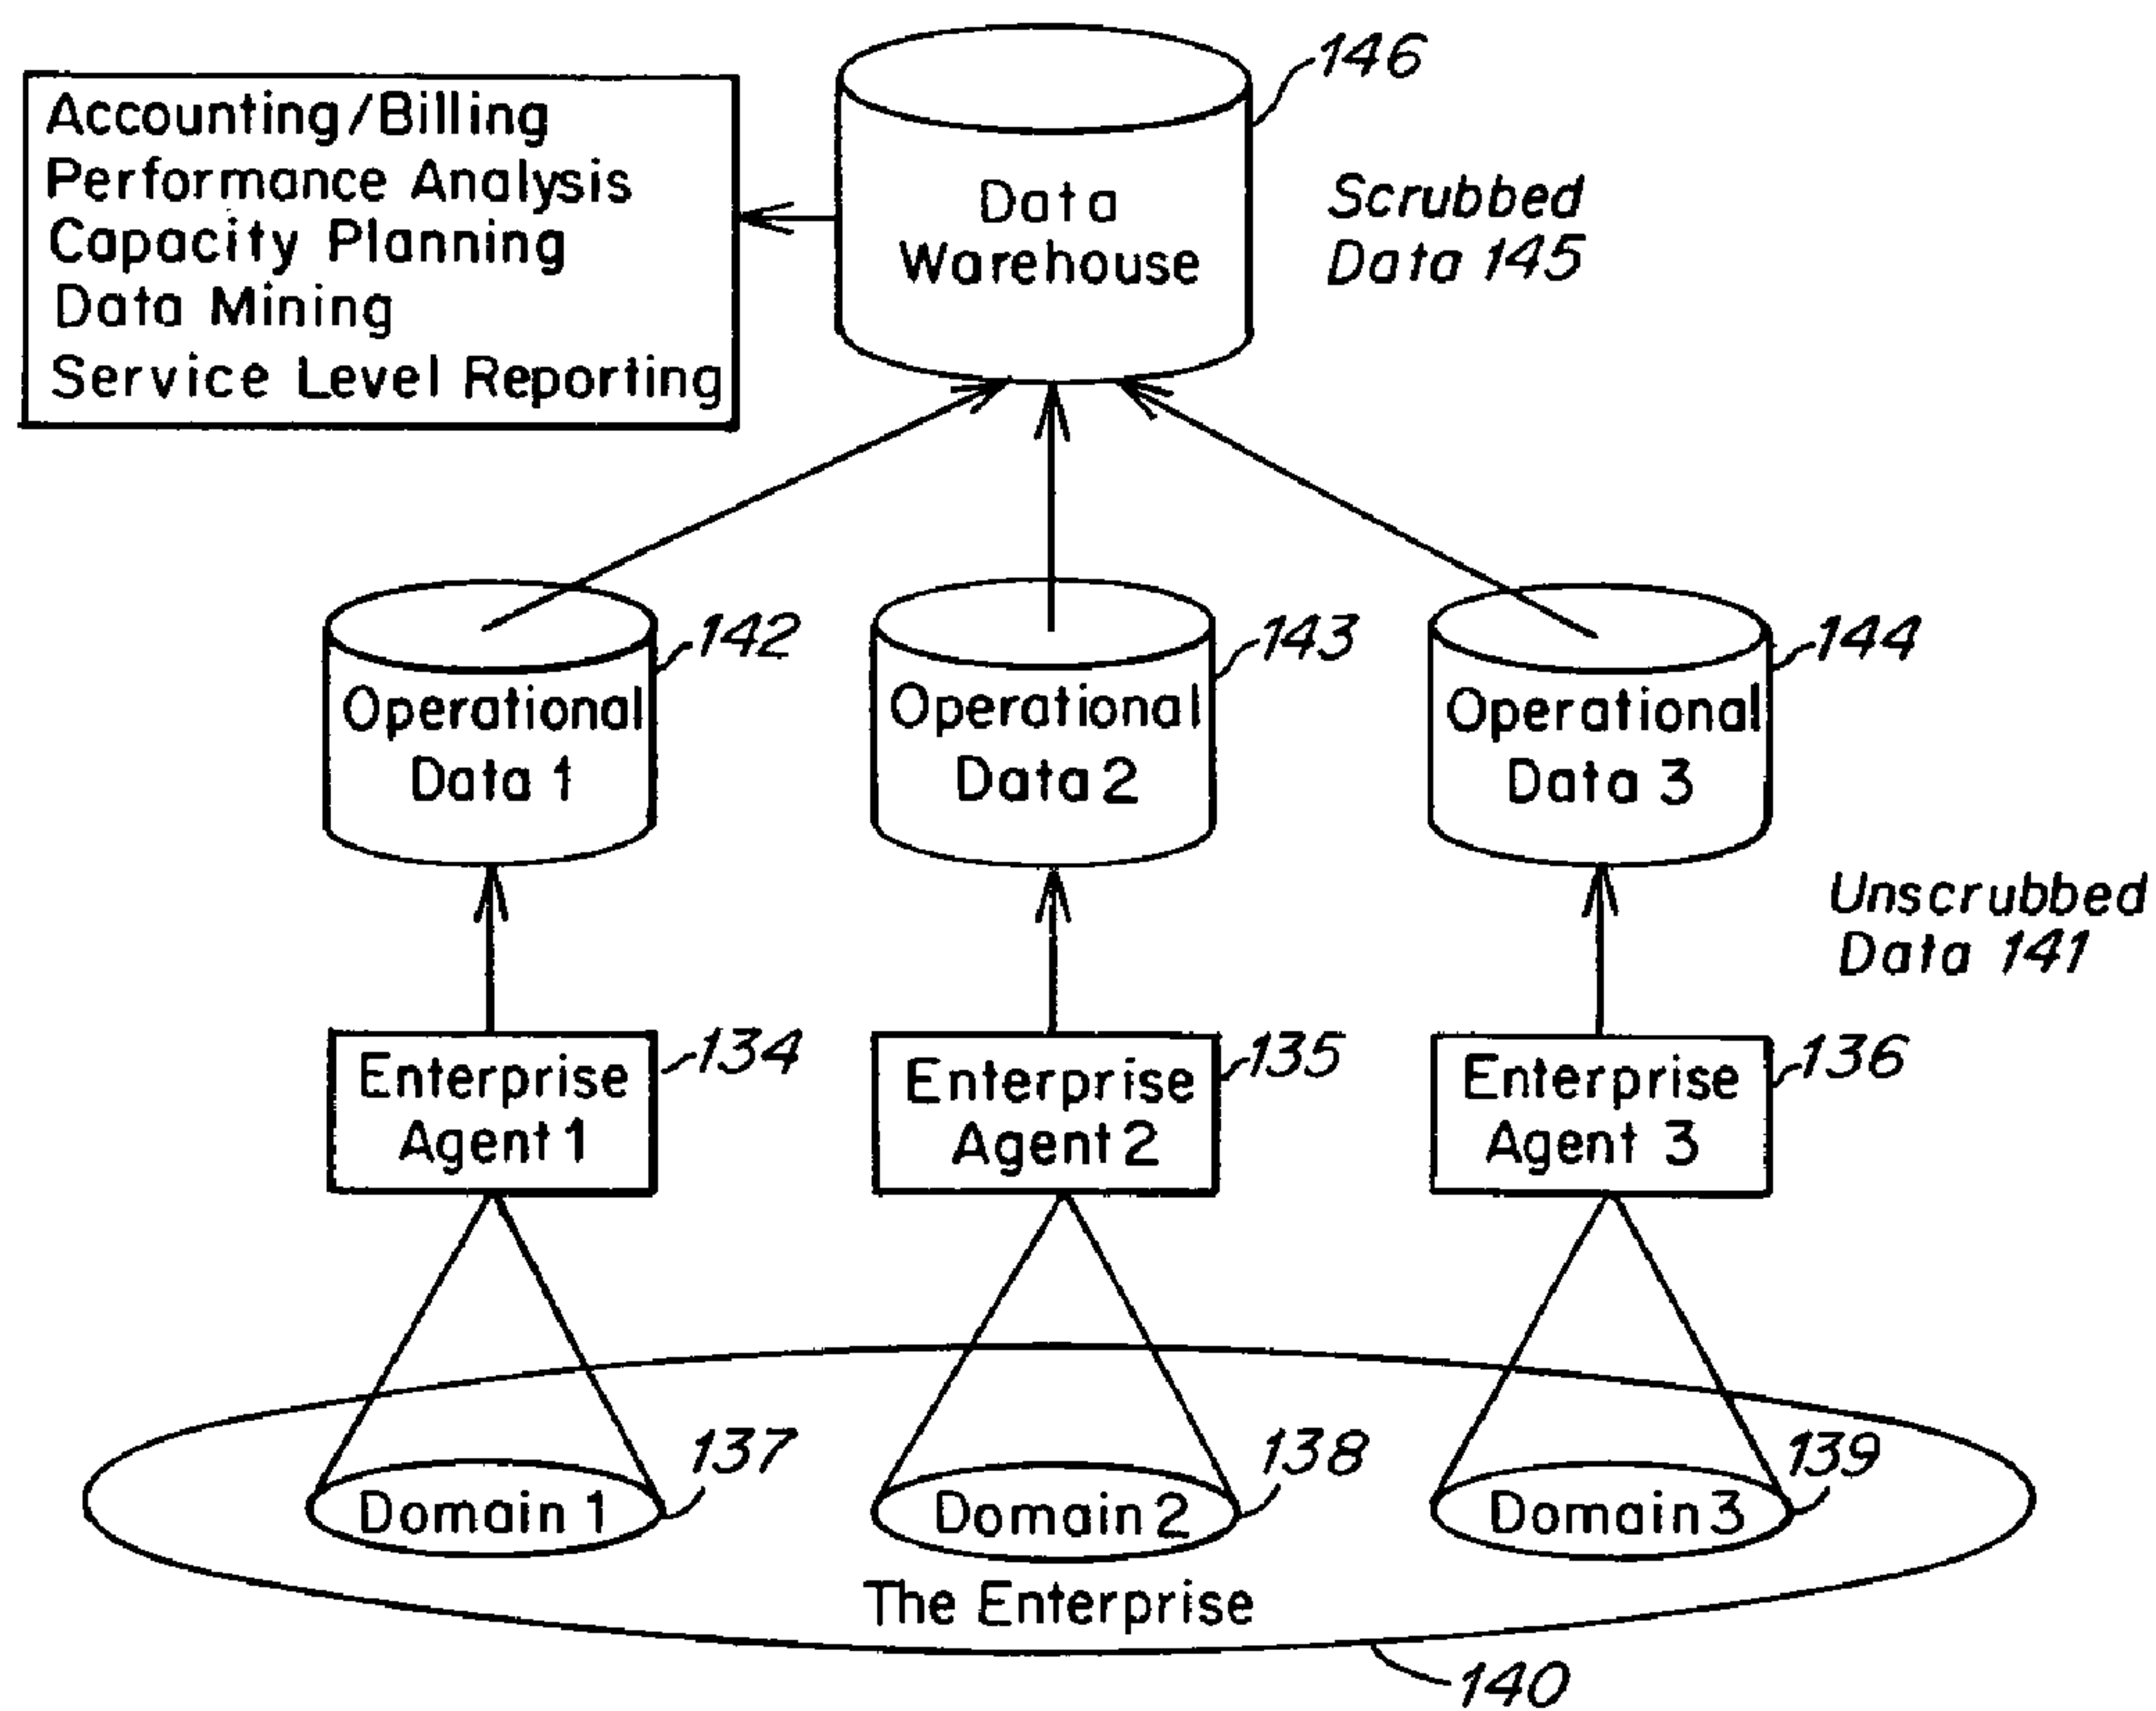 146
Accounting/Billing
Performance Analysis
Capacity Planning
Data Mining
Service Level Reporting
Data
Warehouse
Scrubbed
Data 145
142
143
144
Operational
Data 1
Operational
Data 2
Operational
Data 3
Unscrubbed
Data 141
134
135
136
Enterprise
Agent 1
Enterprise
Agent 2
Enterprise
Agent 3
137
138
139
Domain 1
Domain 2
Domain 3
The Enterprise
140